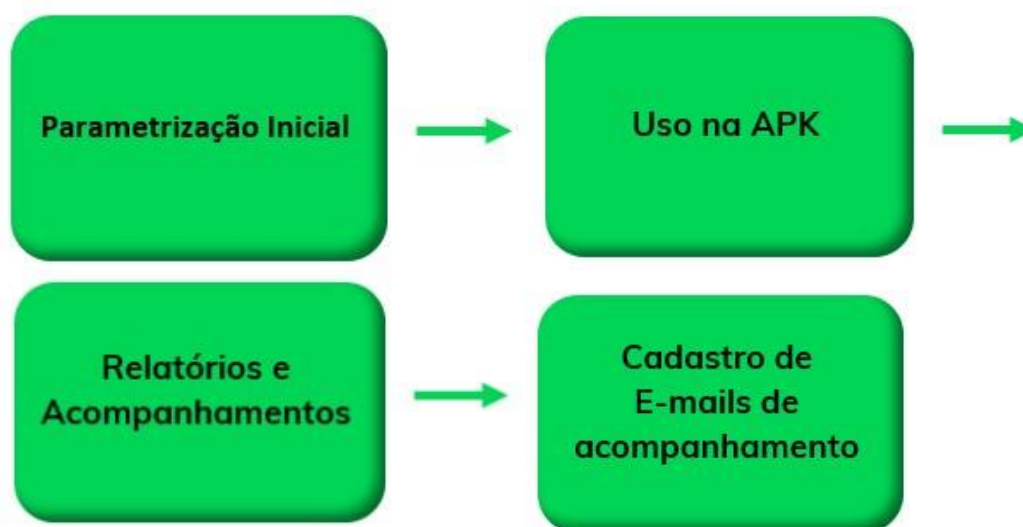 Parametrização Inicial
Uso na APK
Relatórios e
Acompanhamentos
Cadastro de
E-mails de
acompanhamento